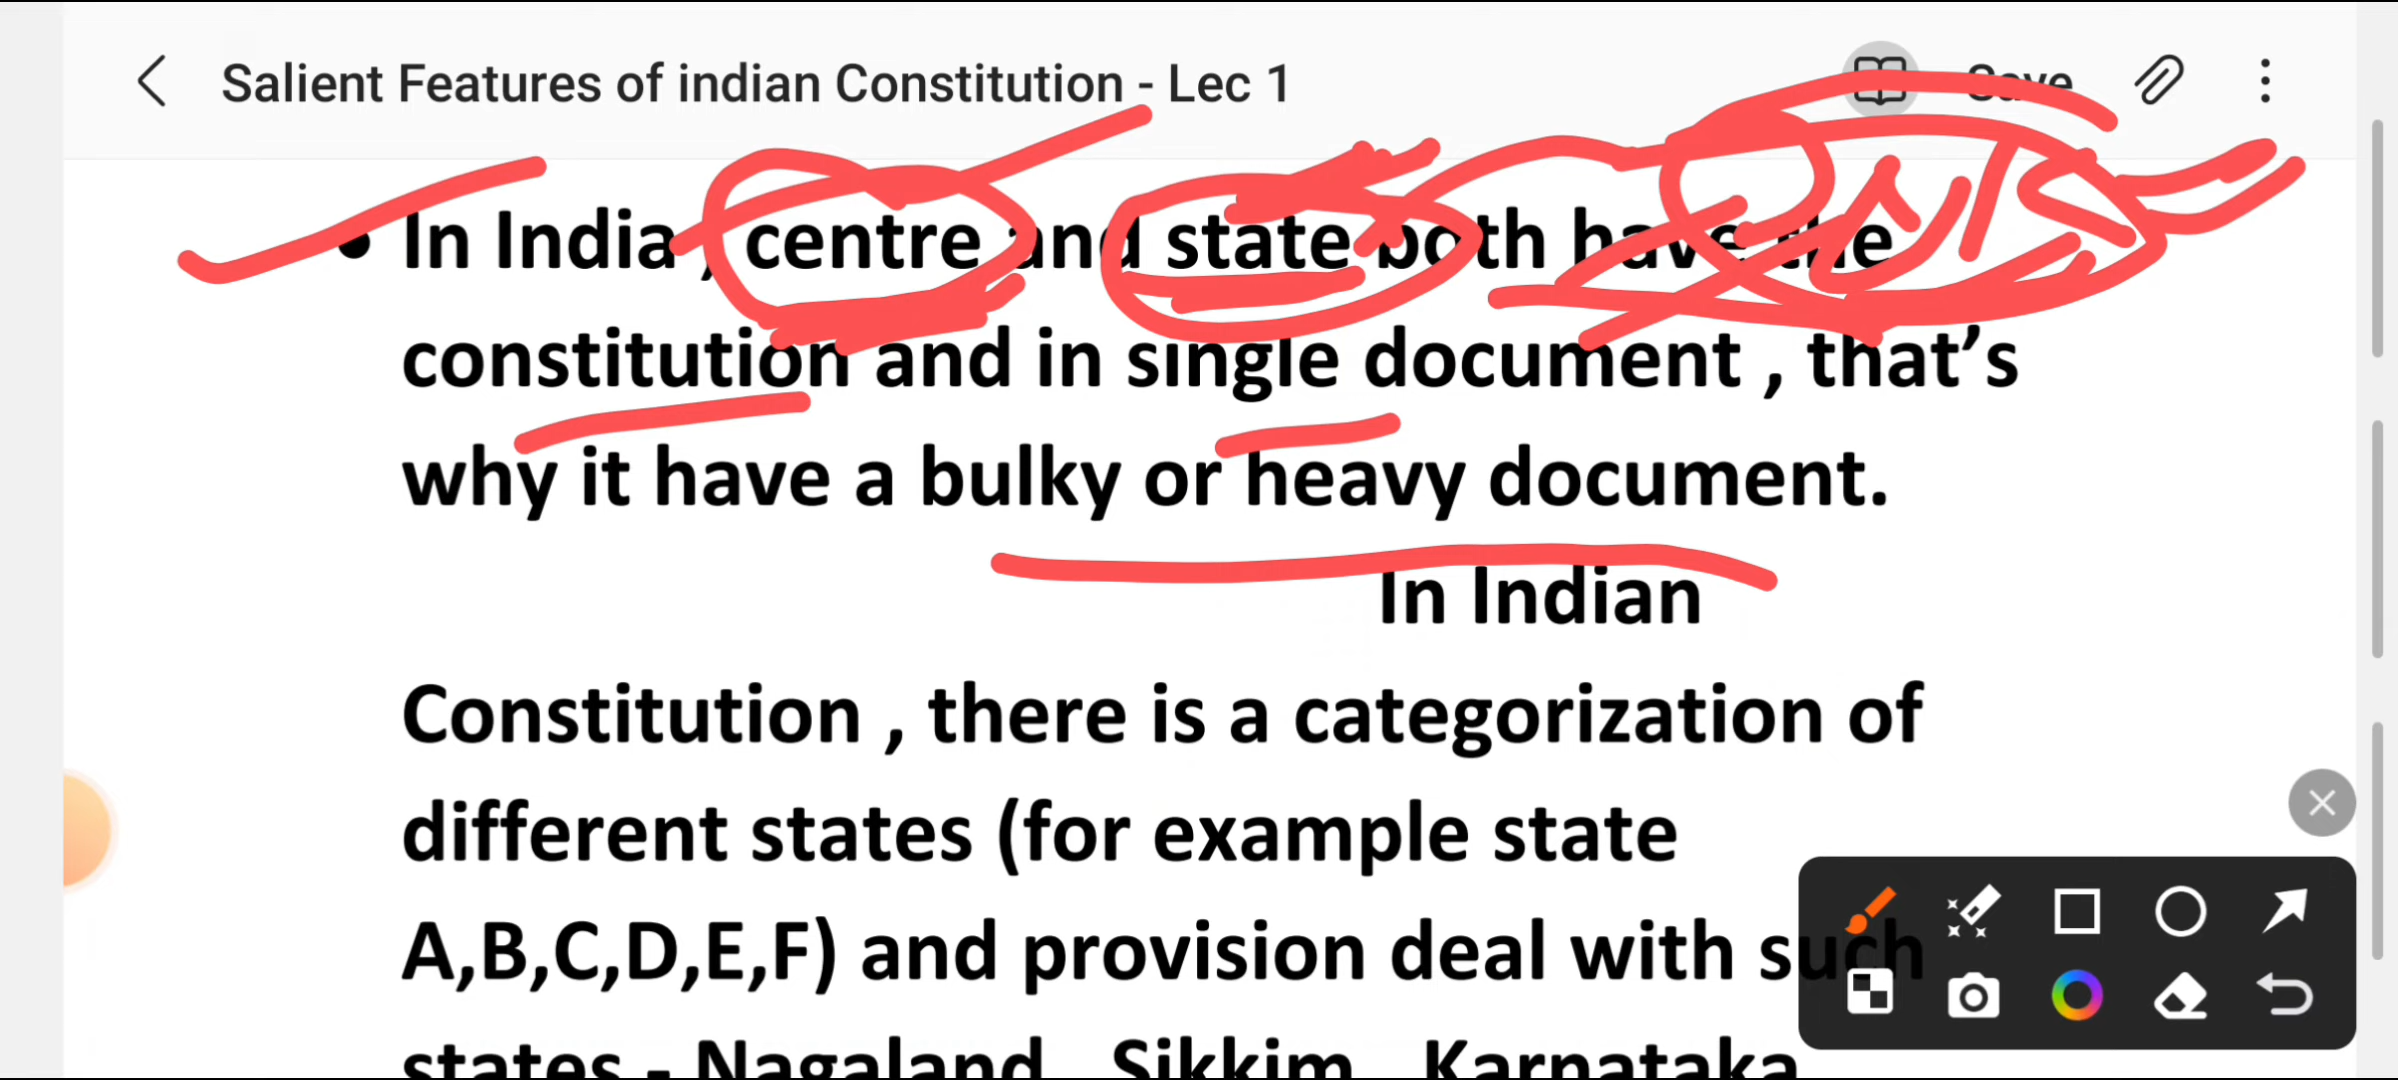 Salient Features of indian Constitution - Lec 1 Save
• In India , centre and state both have the
constitution and in single document , that’s
why it have a bulky or heavy document.
In Indian
Constitution , there is a categorization of
different states (for example state
A,B,C,D,E,F) and provision deal with such
states - Nagaland Sikkim Karnataka